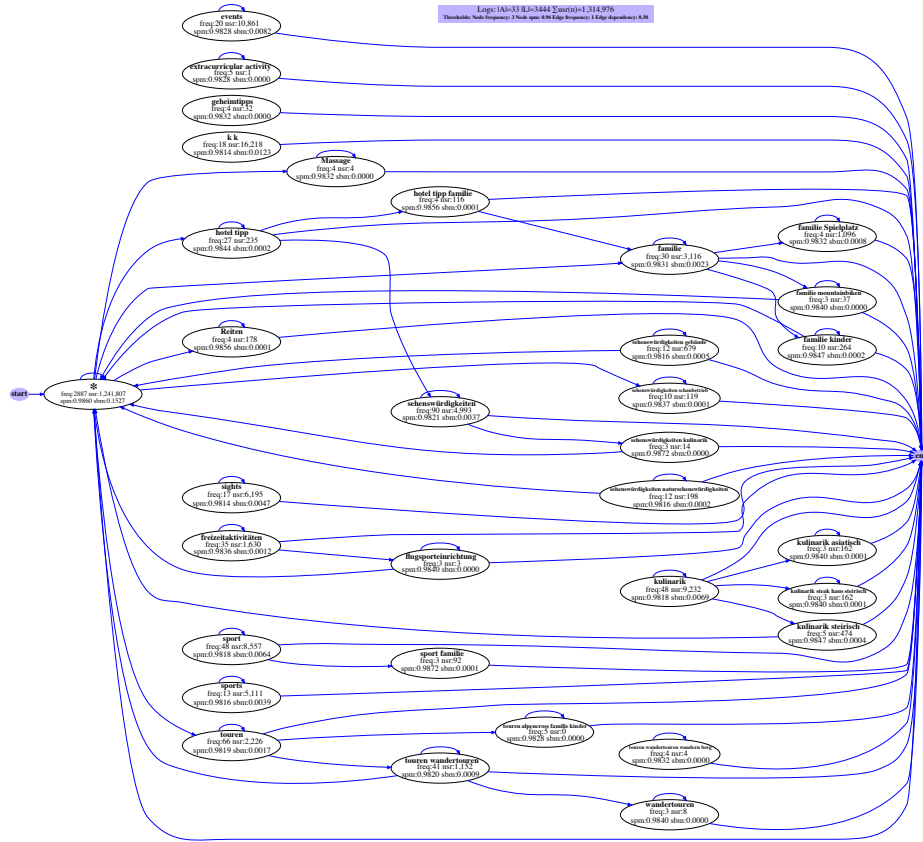 Logs: |A|=33 |L|=3444 ∑nsr(n)=1,314,976
Thresholds: Node frequency: 3 Node spm: 0.96 Edge frequency: 1 Edge dependency: 0.30
events
freq:20 nsr:10,861
spm:0.9828 sbm:0.0082
extracurricular activity
freq:5 nsr:1
spm:0.9828 sbm:0.0000
geheimtipps
freq:4 nsr:32
spm:0.9832 sbm:0.0000
k k
freq:18 nsr:16,218
spm:0.9814 sbm:0.0123
Massage
freq:4 nsr:4
spm:0.9832 sbm:0.0000
hotel tipp familie
freq:4 nsr:116
spm:0.9856 sbm:0.0001
hotel tipp
freq:27 nsr:235
spm:0.9844 sbm:0.0002
familie Spielplatz
freq:4 nsr:1,096
spm:0.9832 sbm:0.0008
familie
freq:30 nsr:3,116
spm:0.9831 sbm:0.0023
familie mountainbiken
freq:3 nsr:37
spm:0.9840 sbm:0.0000
Reiten
freq:4 nsr:178
spm:0.9856 sbm:0.0001
sehenswürdigkeiten gebäude
freq:12 nsr:679
spm:0.9816 sbm:0.0005
familie kinder
freq:10 nsr:264
spm:0.9847 sbm:0.0002
start
*
freq:2887 nsr:1,241,807
spm:0.9860 sbm:0.1527
sehenswürdigkeiten schaubetrieb
freq:10 nsr:119
spm:0.9837 sbm:0.0001
sehenswürdigkeiten
freq:90 nsr:4,993
spm:0.9821 sbm:0.0037
sehenswürdigkeiten kulinarik
freq:3 nsr:14
spm:0.9872 sbm:0.0000
sights
freq:17 nsr:6,195
spm:0.9814 sbm:0.0047
sehenswürdigkeiten natursehenswürdigkeiten
freq:12 nsr:198
spm:0.9816 sbm:0.0002
freizeitaktivitäten
freq:35 nsr:1,630
spm:0.9836 sbm:0.0012
flugsporteinrichtung
freq:3 nsr:3
spm:0.9840 sbm:0.0000
kulinarik asiatisch
freq:3 nsr:162
spm:0.9840 sbm:0.0001
kulinarik
freq:48 nsr:9,232
spm:0.9818 sbm:0.0069
kulinarik steak haus steirisch
freq:3 nsr:162
spm:0.9840 sbm:0.0001
kulinarik steirisch
freq:5 nsr:474
spm:0.9847 sbm:0.0004
sport
freq:48 nsr:8,557
spm:0.9818 sbm:0.0064
sport familie
freq:3 nsr:92
spm:0.9872 sbm:0.0001
sports
freq:13 nsr:5,111
spm:0.9816 sbm:0.0039
touren
freq:66 nsr:2,226
spm:0.9819 sbm:0.0017
touren alpencross familie kinder
freq:5 nsr:0
spm:0.9828 sbm:0.0000
touren wandertouren wandern berg
freq:4 nsr:4
spm:0.9832 sbm:0.0000
touren wandertouren
freq:41 nsr:1,152
spm:0.9820 sbm:0.0009
wandertouren
freq:3 nsr:8
spm:0.9840 sbm:0.0000